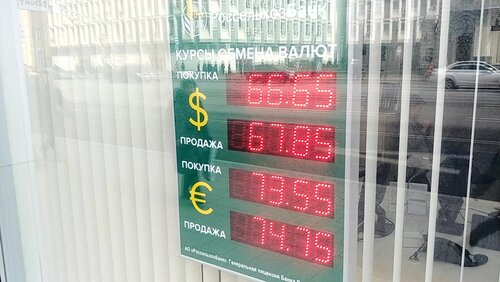 РОССЕЛЬХОЗБАНК
КУРСЫ ОБМЕНА ВАЛЮТ
ПОКУПКА
66.65
$
ПРОДАЖА
67.85
ПОКУПКА
73.55
€
ПРОДАЖА
74.75
АО «Россельхозбанк». Генеральная лицензия Банка